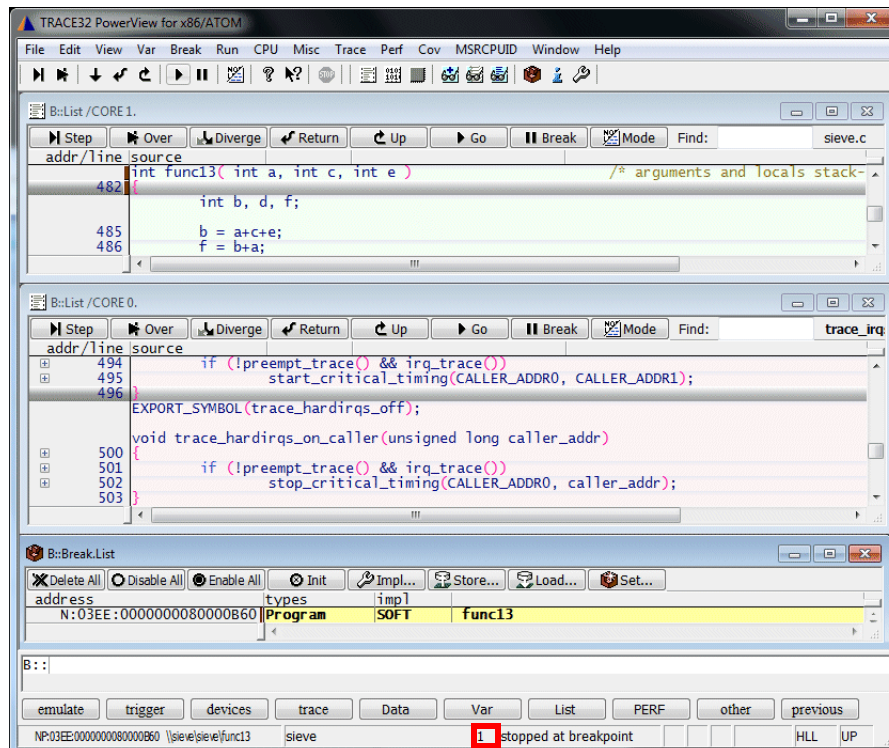 TRACE32 PowerView for x86/ATOM
File Edit View Var Break Run CPU Misc Trace Perf Cov MSRCPUID Window Help
B::List /CORE 1.
Step Over Diverge Return Up Go Break Mode Find: sieve.c
addr/line source
int func13( int a, int c, int e ) /* arguments and locals stack-
482 {
int b, d, f;
485 b = a+c+e;
486 f = b+a;
B::List /CORE 0.
Step Over Diverge Return Up Go Break Mode Find: trace_irq
addr/line source
494 if (!preempt_trace() && irq_trace())
495 start_critical_timing(CALLER_ADDR0, CALLER_ADDR1);
496 }
EXPORT_SYMBOL(trace_hardirqs_off);
void trace_hardirqs_on_caller(unsigned long caller_addr)
500 {
501 if (!preempt_trace() && irq_trace())
502 stop_critical_timing(CALLER_ADDR0, caller_addr);
503 }
B::Break.List
Delete All Disable All Enable All Init Impl... Store... Load... Set...
address types impl
N:03EE:0000000080000B60 Program SOFT func13
B::
emulate trigger devices trace Data Var List PERF other previous
NP:03EE:0000000080000B60 \\sieve\sieve\func13 sieve 1 stopped at breakpoint HLL UP